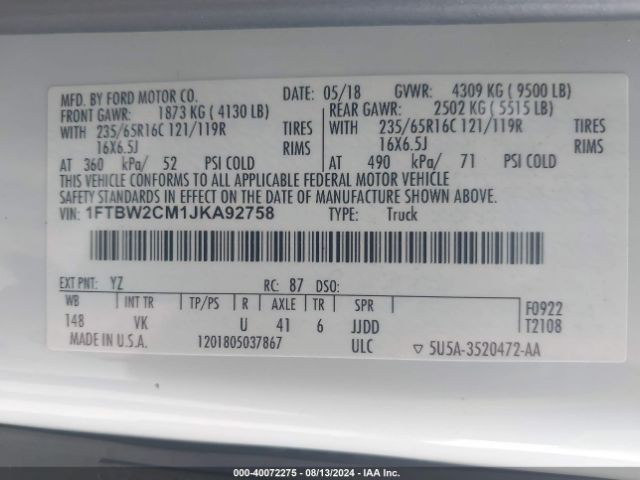 MFD. BY FORD MOTOR CO. DATE: 05/18 GVWR: 4309 KG ( 9500 LB)
FRONT GAWR: 1873 KG ( 4130 LB) REAR GAWR: 2502 KG ( 5515 LB)
WITH 235/65R16C 121/119R TIRES WITH 235/65R16C 121/119R TIRES
16X6.5J RIMS 16X6.5J RIMS
AT 360 kPa/ 52 PSI COLD AT 490 kPa/ 71 PSI COLD
THIS VEHICLE CONFORMS TO ALL APPLICABLE FEDERAL MOTOR VEHICLE
SAFETY STANDARDS IN EFFECT ON THE DATE OF MANUFACTURE SHOWN ABOVE.
VIN: 1FTBW2CM1JKA92758 TYPE: Truck
EXT PNT: YZ RC: 87 DSO:
WB INT TR TP/PS R AXLE TR SPR F0922
148 VK U 41 6 JJDD T2108
MADE IN U.S.A. 1201805037867 ULC ▽ 5U5A-3520472-AA
000-40072275 - 08/13/2024 - IAA Inc.